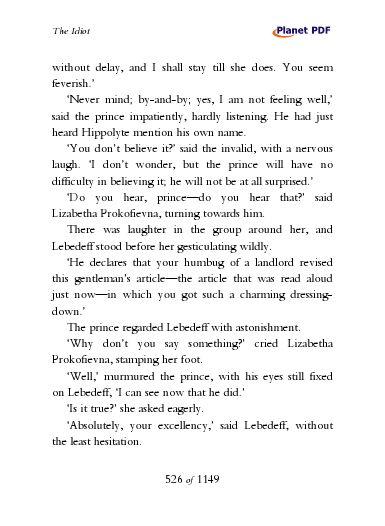 The Idiot
Planet PDF
without delay, and I shall stay till she does. You seem
feverish.’
‘Never mind; by-and-by; yes, I am not feeling well,’
said the prince impatiently, hardly listening. He had just
heard Hippolyte mention his own name.
‘You don’t believe it?’ said the invalid, with a nervous
laugh. ‘I don’t wonder, but the prince will have no
difficulty in believing it; he will not be at all surprised.’
‘Do you hear, prince—do you hear that?’ said
Lizabetha Prokofievna, turning towards him.
There was laughter in the group around her, and
Lebedeff stood before her gesticulating wildly.
‘He declares that your humbug of a landlord revised
this gentleman’s article—the article that was read aloud
just now—in which you got such a charming dressing-
down.’
The prince regarded Lebedeff with astonishment.
‘Why don’t you say something?’ cried Lizabetha
Prokofievna, stamping her foot.
‘Well,’ murmured the prince, with his eyes still fixed
on Lebedeff, ‘I can see now that he did.’
‘Is it true?’ she asked eagerly.
‘Absolutely, your excellency,’ said Lebedeff, without
the least hesitation.
526 of 1149